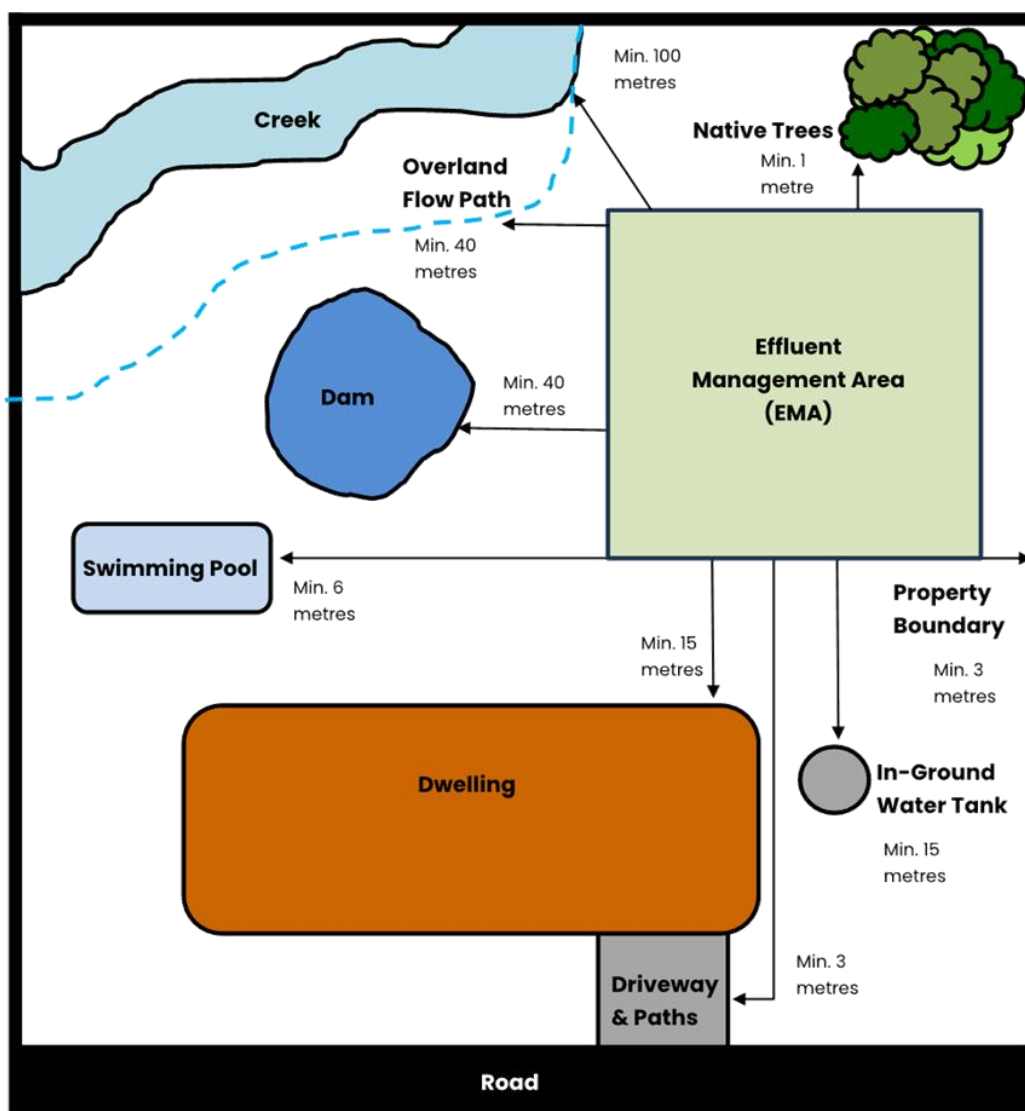 Min. 100
metres
Creek
Native Trees
Min. 1
metre
Overland
Flow Path
Min. 40
metres
Effluent
Management Area
(EMA)
Dam
Min. 40
metres
Swimming Pool
Min. 6
metres
Property
Boundary
Min. 3
metres
Min. 15
metres
Dwelling
In-Ground
Water Tank
Min. 15
metres
Driveway
& Paths
Min. 3
metres
Road